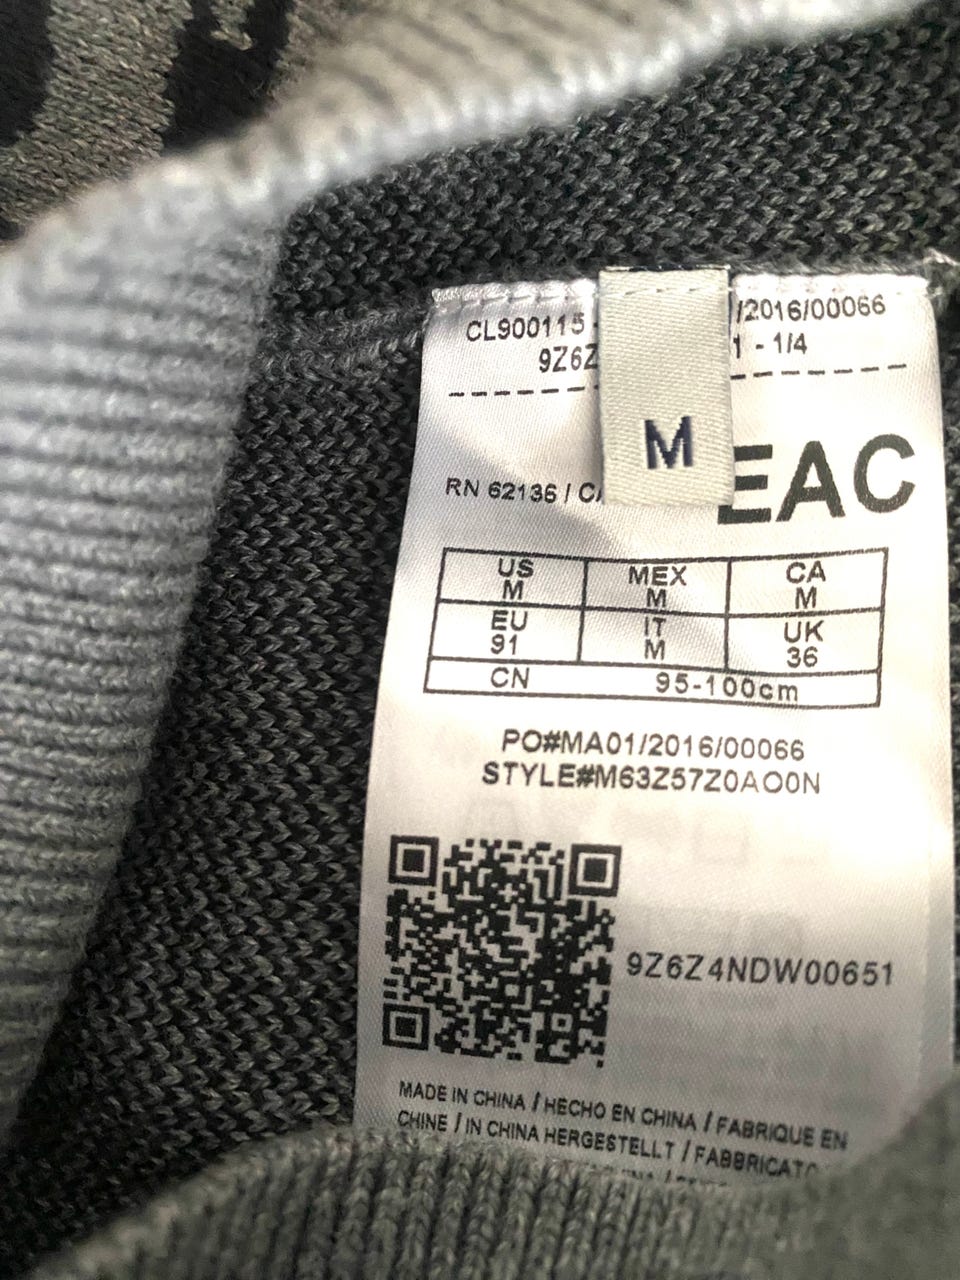 CL900115 /2016/00066
9Z6Z 1 - 1/4
M
EAC
RN 62136 / C
US MEX CA
M M M
EU IT UK
91 M 36
CN 95-100cm
PO#MA01/2016/00066
STYLE#M63Z57Z0AO0N
9Z6Z4NDW00651
MADE IN CHINA / HECHO EN CHINA / FABRIQUE EN
CHINE / IN CHINA HERGESTELLT / FABBRICATO